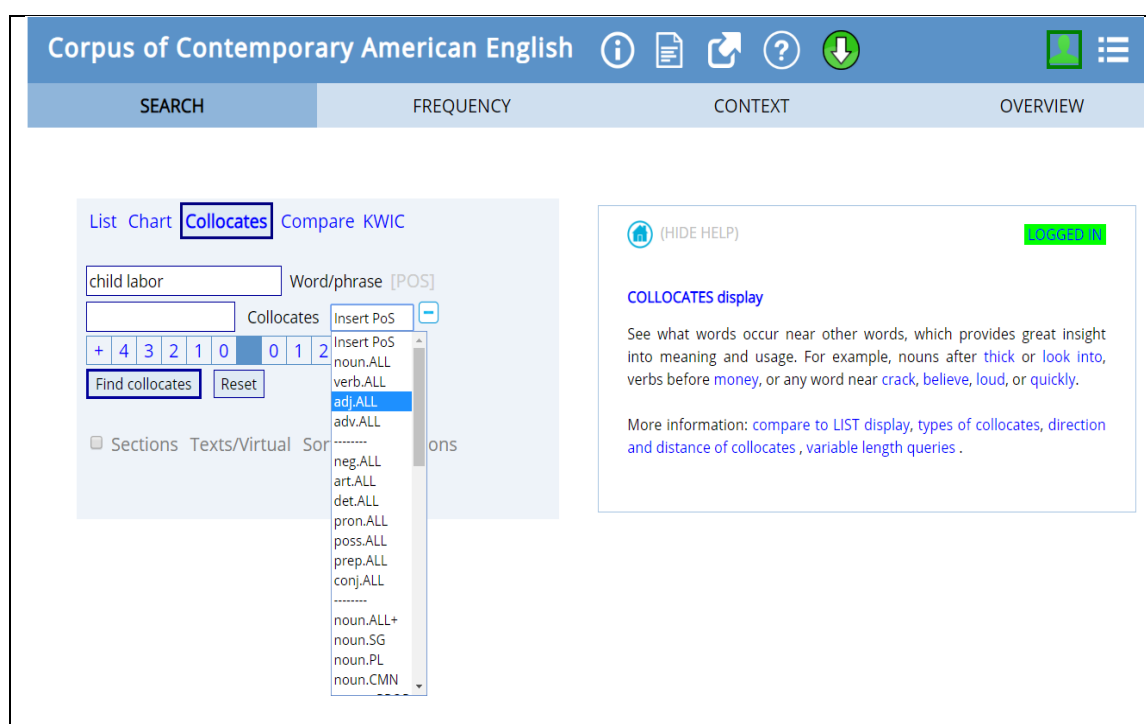 Corpus of Contemporary American English
SEARCH FREQUENCY CONTEXT OVERVIEW
List Chart Collocates Compare KWIC
child labor Word/phrase [POS]
Collocates Insert PoS
+ 4 3 2 1 0 0 1 2
Find collocates Reset
Sections Texts/Virtual
Insert PoS
noun.ALL
verb.ALL
adj.ALL
adv.ALL
--------
neg.ALL
art.ALL
det.ALL
pron.ALL
poss.ALL
prep.ALL
conj.ALL
--------
noun.ALL+
noun.SG
noun.PL
noun.CMN
(HIDE HELP) LOGGED IN
COLLOCATES display
See what words occur near other words, which provides great insight
into meaning and usage. For example, nouns after thick or look into,
verbs before money, or any word near crack, believe, loud, or quickly.
More information: compare to LIST display, types of collocates, direction
and distance of collocates , variable length queries .